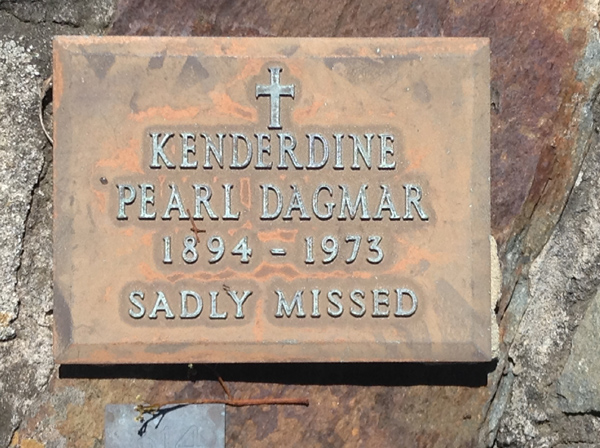 KENDERDINE
PEARL DAGMAR
1894 - 1973
SADLY MISSED